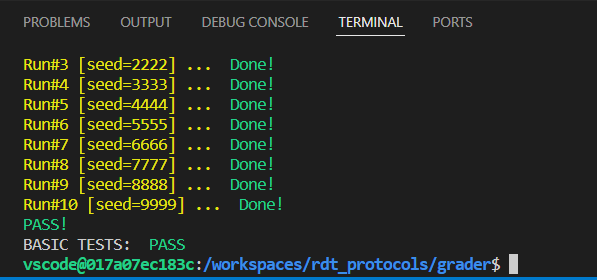 PROBLEMS OUTPUT DEBUG CONSOLE TERMINAL PORTS
Run#3 [seed=2222] ...  Done!
Run#4 [seed=3333] ...  Done!
Run#5 [seed=4444] ...  Done!
Run#6 [seed=5555] ...  Done!
Run#7 [seed=6666] ...  Done!
Run#8 [seed=7777] ...  Done!
Run#9 [seed=8888] ...  Done!
Run#10 [seed=9999] ...  Done!
PASS!
BASIC TESTS:  PASS
vscode@017a07ec183c:/workspaces/rdt_protocols/grader$